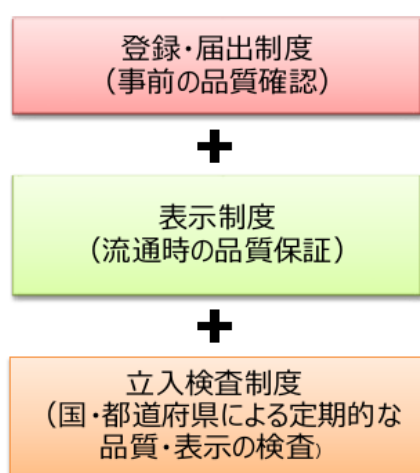 登録・届出制度
（事前の品質確認）
+
表示制度
（流通時の品質保証）
+
立入検査制度
（国・都道府県による定期的な
品質・表示の検査）